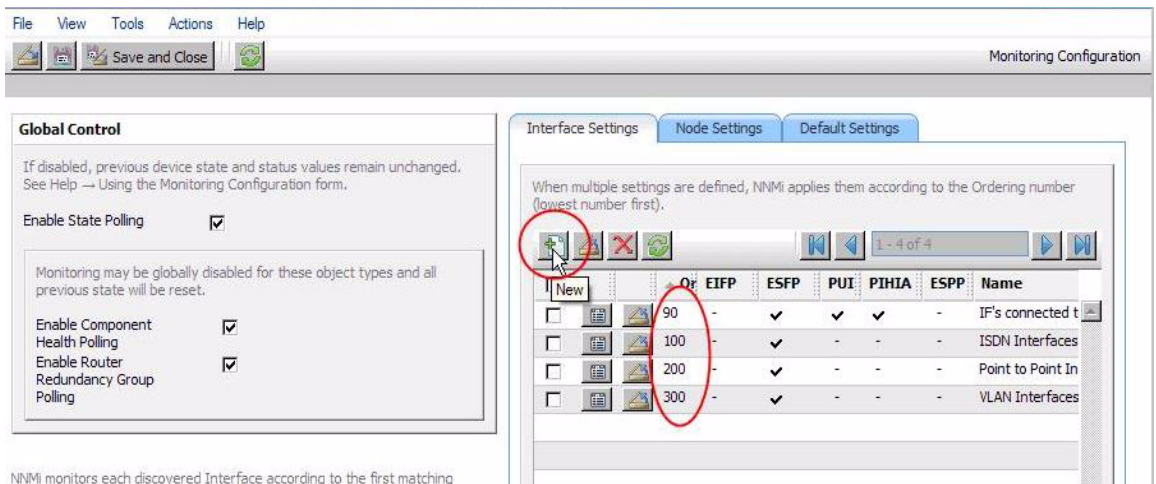 File View Tools Actions Help
Save and Close
Monitoring Configuration
Global Control
If disabled, previous device state and status values remain unchanged.
See Help → Using the Monitoring Configuration form.
Enable State Polling
Monitoring may be globally disabled for these object types and all
previous state will be reset.
Enable Component
Health Polling
Enable Router
Redundancy Group
Polling
NNMi monitors each discovered Interface according to the first matching
Interface Settings Node Settings Default Settings
When multiple settings are defined, NNMi applies them according to the Ordering number
(lowest number first).
1 - 4 of 4
New
Or EIFP ESFP PUI PIHIA ESPP Name
90 - ✓ ✓ ✓ - IF's connected t
100 - ✓ - - - ISDN Interfaces
200 - ✓ - - - Point to Point In
300 - ✓ - - - VLAN Interfaces